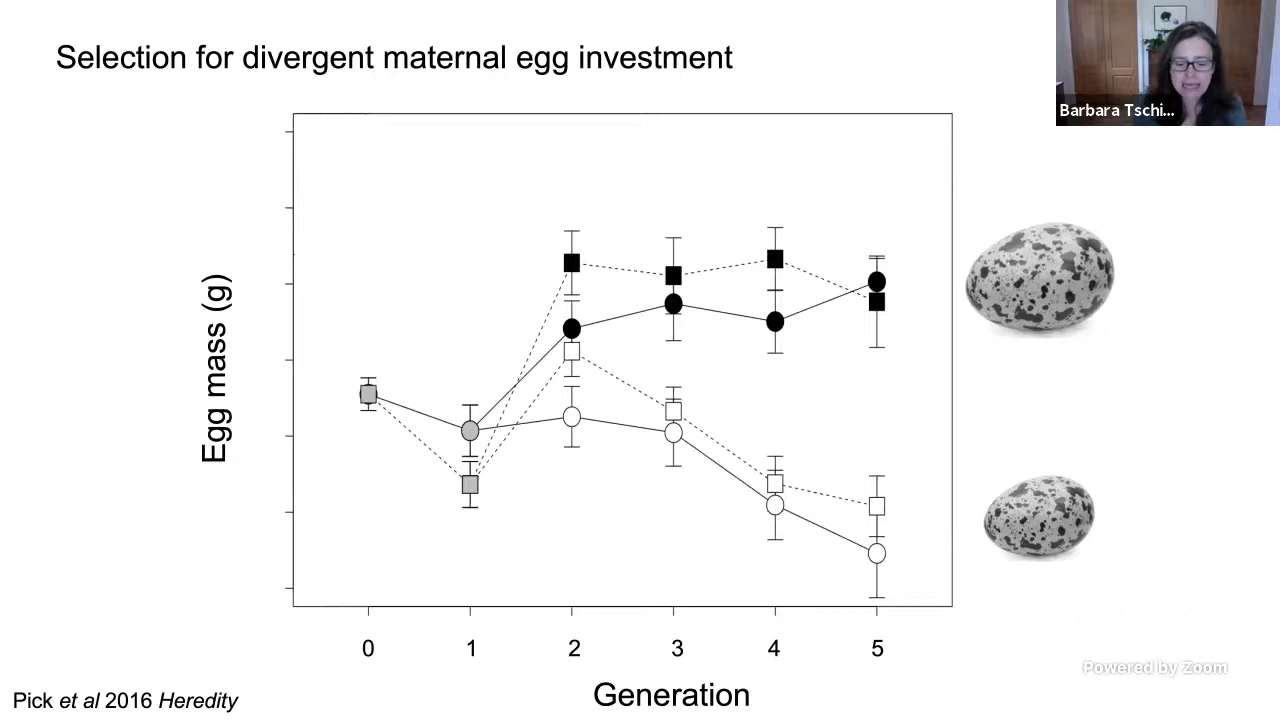 Selection for divergent maternal egg investment
Barbara Tschi...
Egg mass (g)
0 1 2 3 4 5
Generation
Powered by Zoom
Pick et al 2016 Heredity